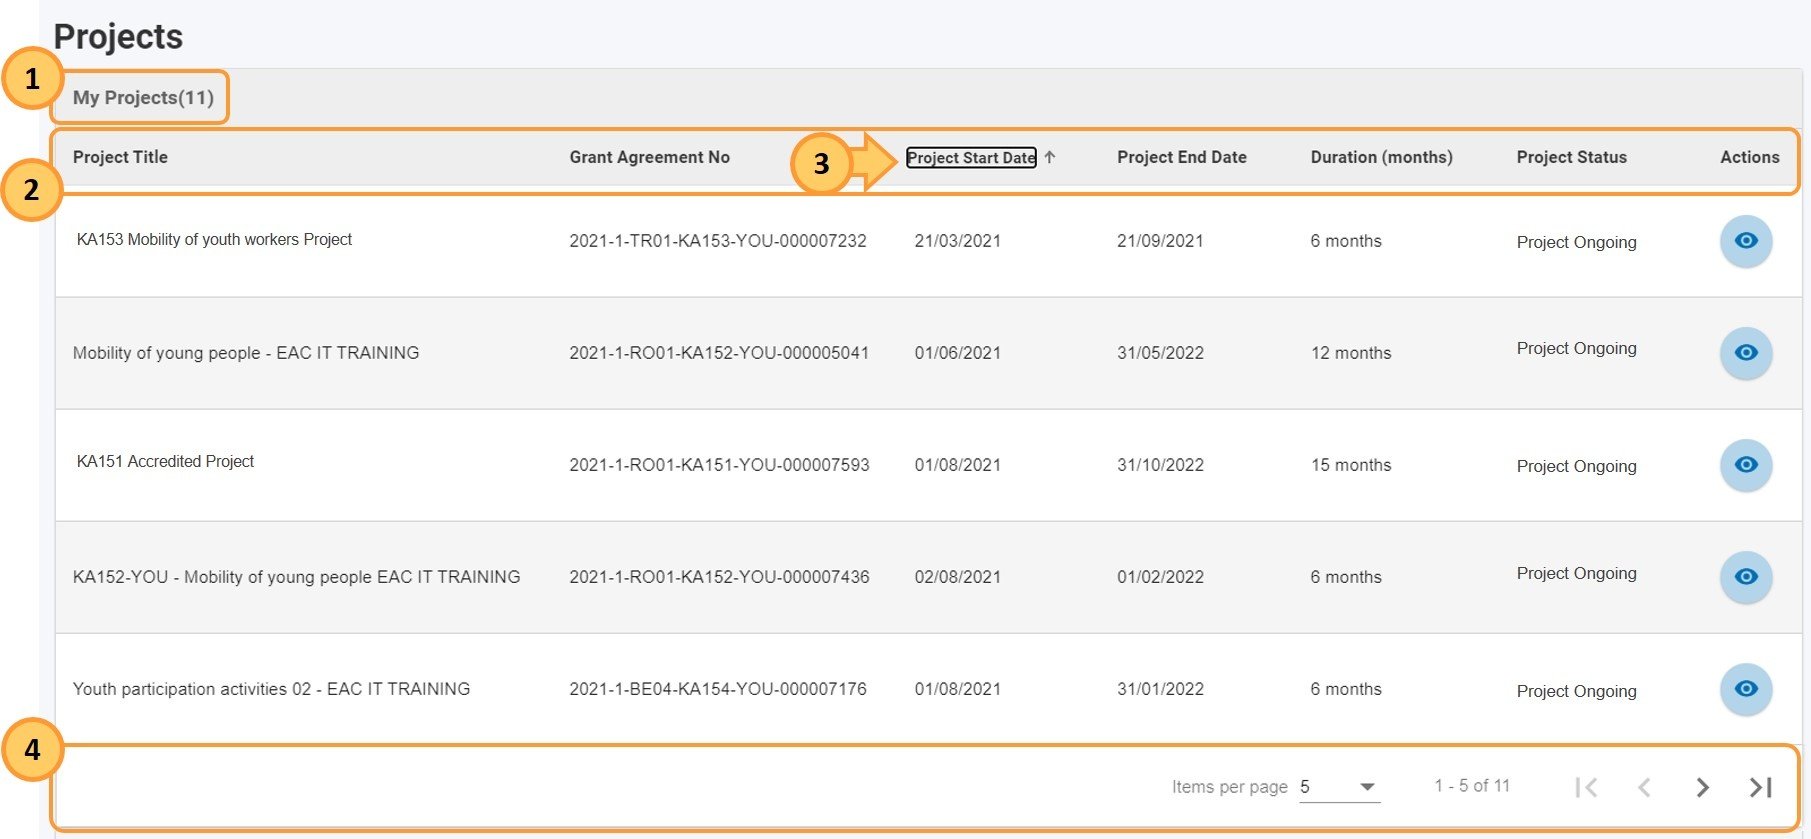 Projects
1
My Projects(11)
2
Project Title Grant Agreement No 3 Project Start Date ↑ Project End Date Duration (months) Project Status Actions
KA153 Mobility of youth workers Project 2021-1-TR01-KA153-YOU-000007232 21/03/2021 21/09/2021 6 months Project Ongoing
Mobility of young people - EAC IT TRAINING 2021-1-RO01-KA152-YOU-000005041 01/06/2021 31/05/2022 12 months Project Ongoing
KA151 Accredited Project 2021-1-RO01-KA151-YOU-000007593 01/08/2021 31/10/2022 15 months Project Ongoing
KA152-YOU - Mobility of young people EAC IT TRAINING 2021-1-RO01-KA152-YOU-000007436 02/08/2021 01/02/2022 6 months Project Ongoing
Youth participation activities 02 - EAC IT TRAINING 2021-1-BE04-KA154-YOU-000007176 01/08/2021 31/01/2022 6 months Project Ongoing
4
Items per page 5 1 - 5 of 11